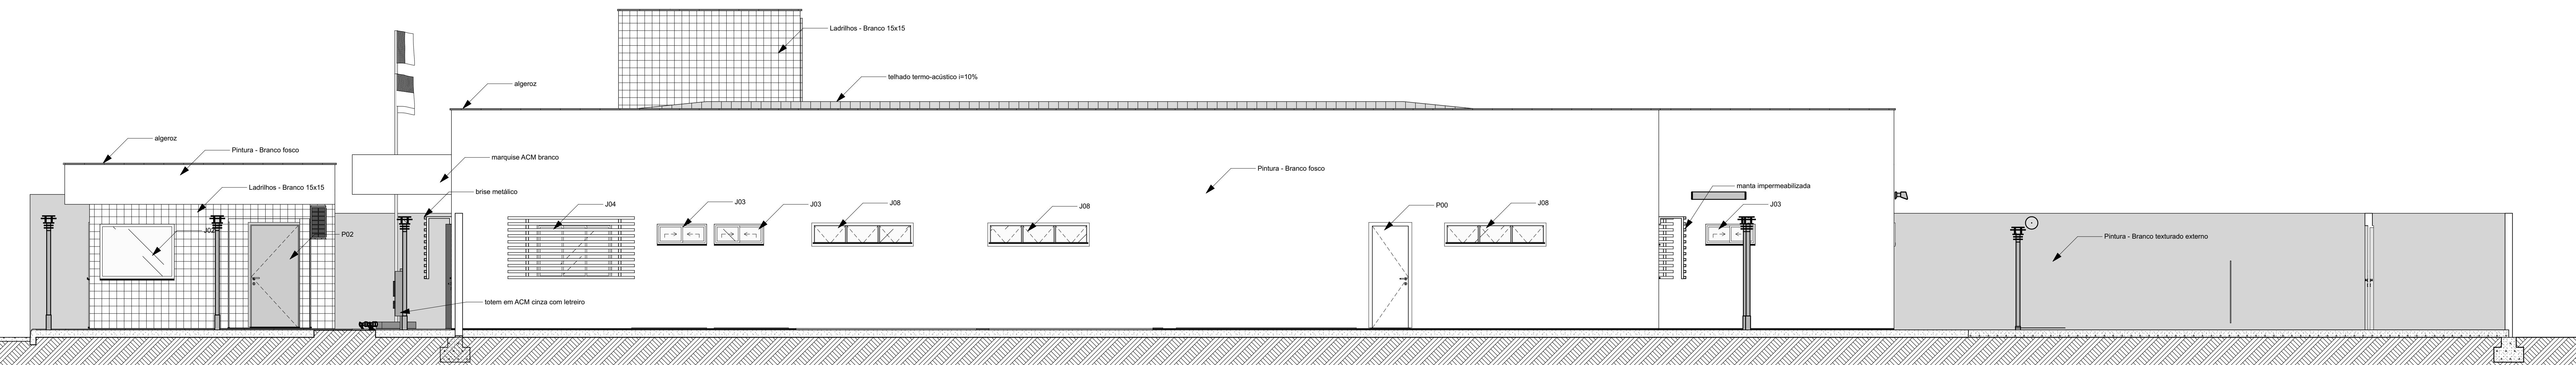 Ladrilhos - Branco 15x15
telhado termo-acústico i=10%
algeroz
algeroz
Pintura - Branco fosco
marquise ACM branco
Pintura - Branco fosco
Ladrilhos - Branco 15x15
brise metálico
manta impermeabilizada
J04
J03
J03
J08
J08
P00
J08
J03
J02
P02
Pintura - Branco texturado externo
totem em ACM cinza com letreiro